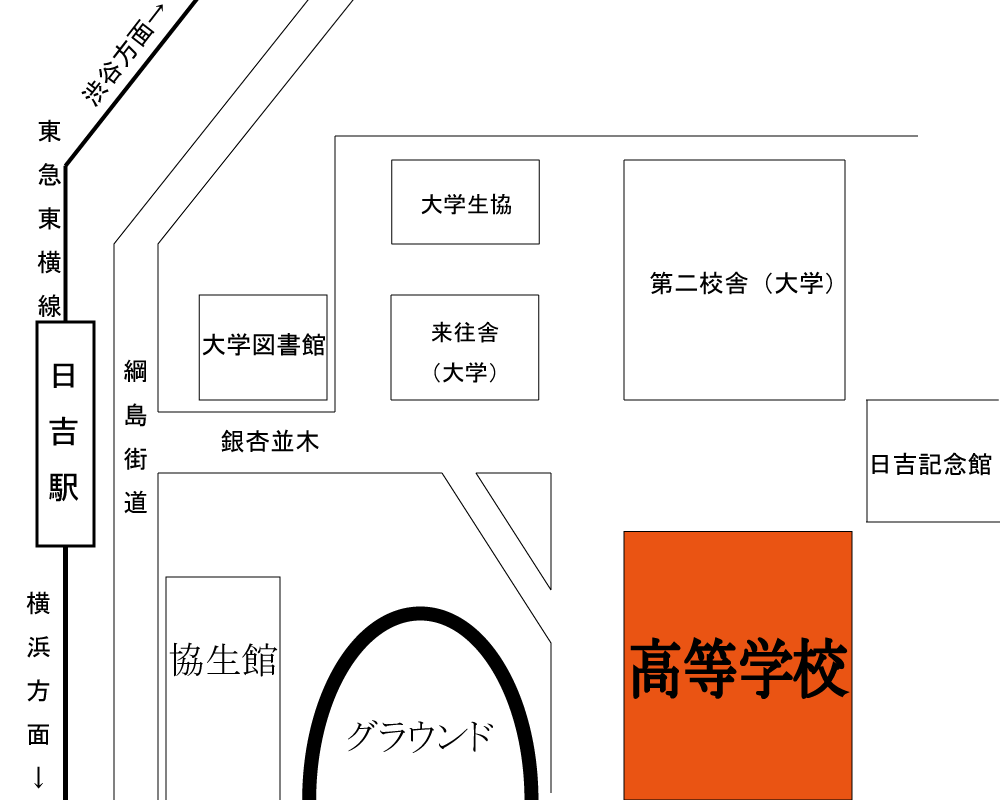 渋谷方面→
東急東横線
日吉駅
横浜方面→
綱島街道
大学生協
第二校舎（大学）
大学図書館
来往舎
（大学）
銀杏並木
日吉記念館
協生館
グラウンド
高等学校